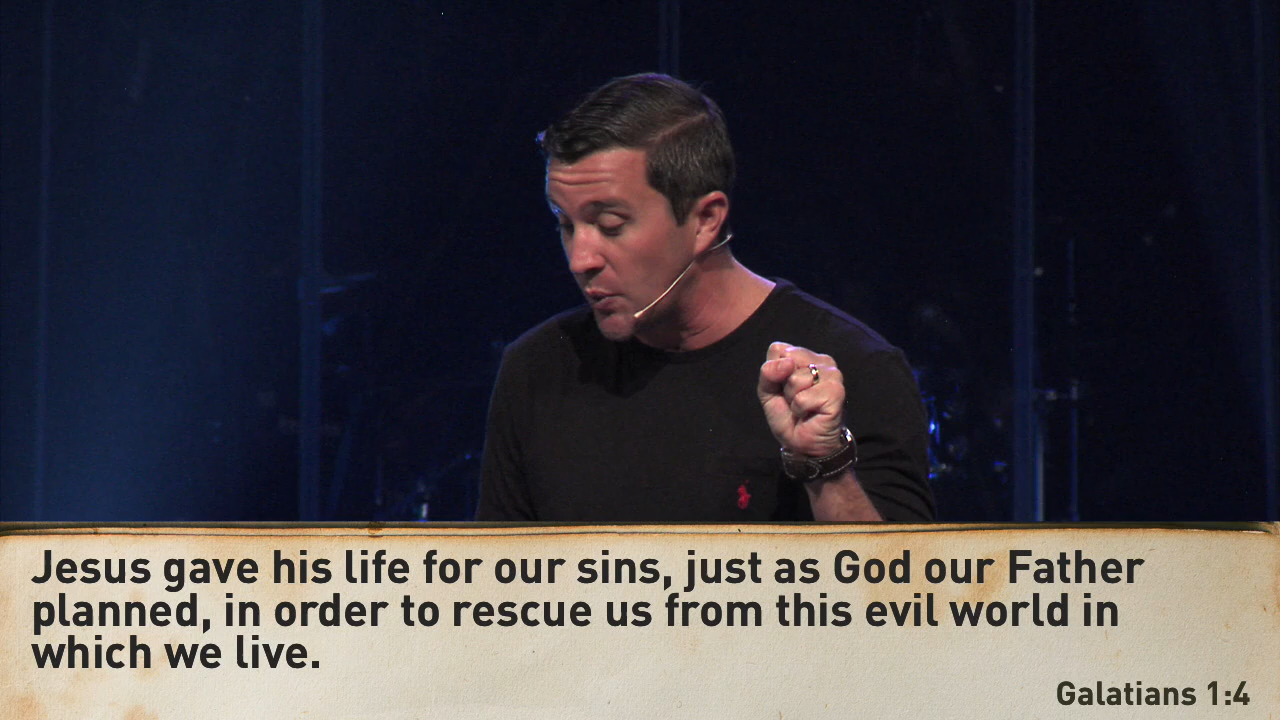 Jesus gave his life for our sins, just as God our Father
planned, in order to rescue us from this evil world in
which we live.
Galatians 1:4